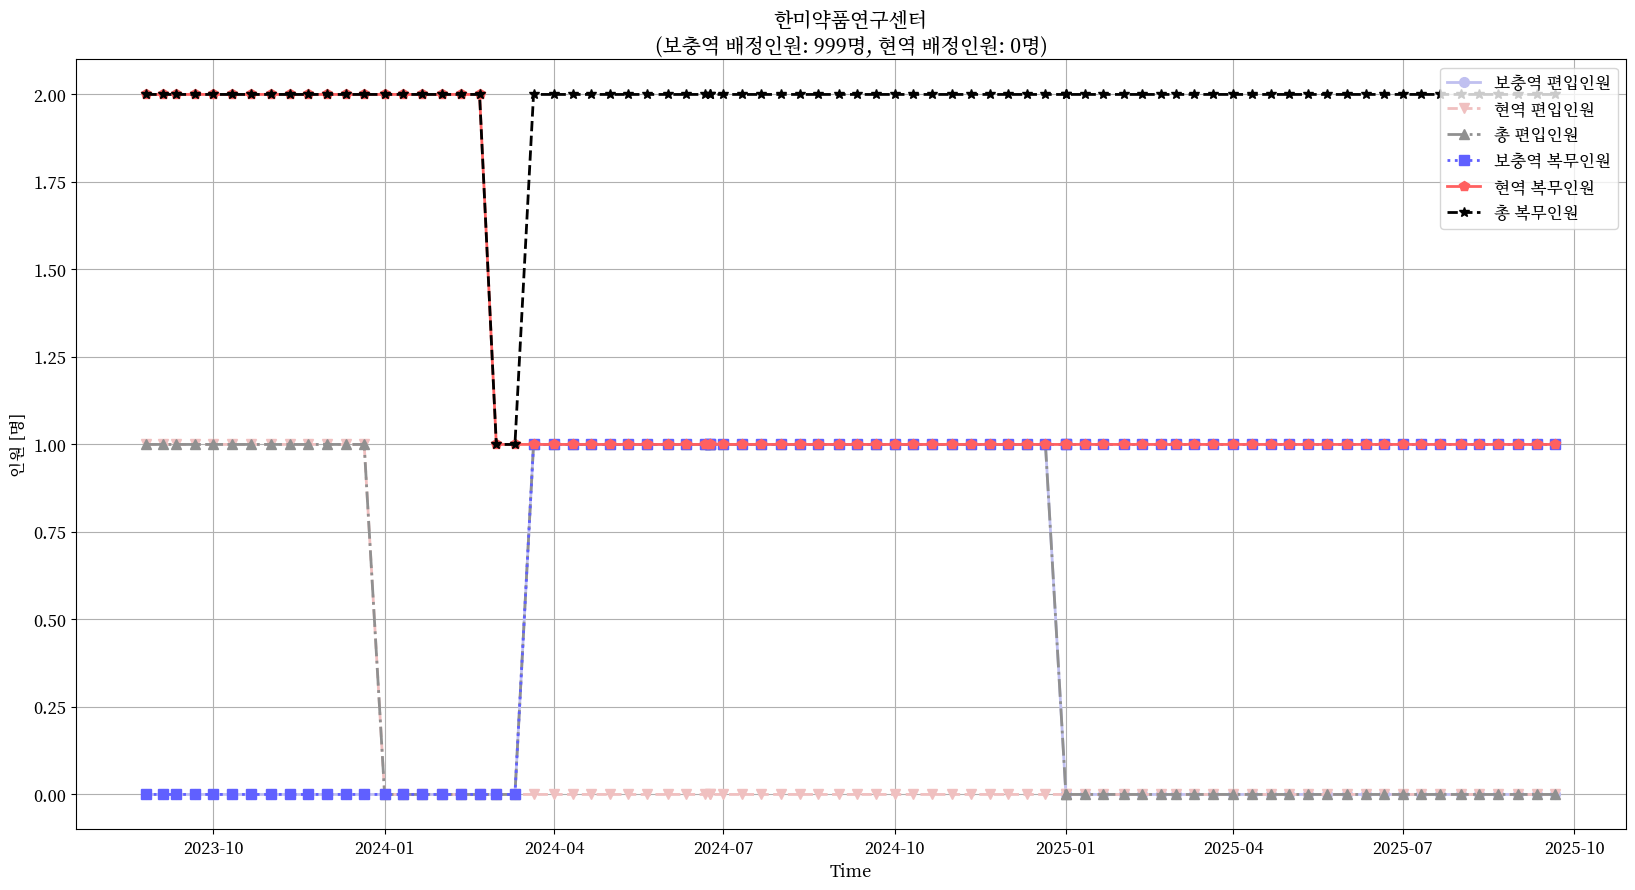 한미약품연구센터
(보충역 배정인원: 999명, 현역 배정인원: 0명)
보충역 편입인원
현역 편입인원
총 편입인원
보충역 복무인원
현역 복무인원
총 복무인원
인원 [명]
2.00
1.75
1.50
1.25
1.00
0.75
0.50
0.25
0.00
2023-10
2024-01
2024-04
2024-07
2024-10
2025-01
2025-04
2025-07
2025-10
Time